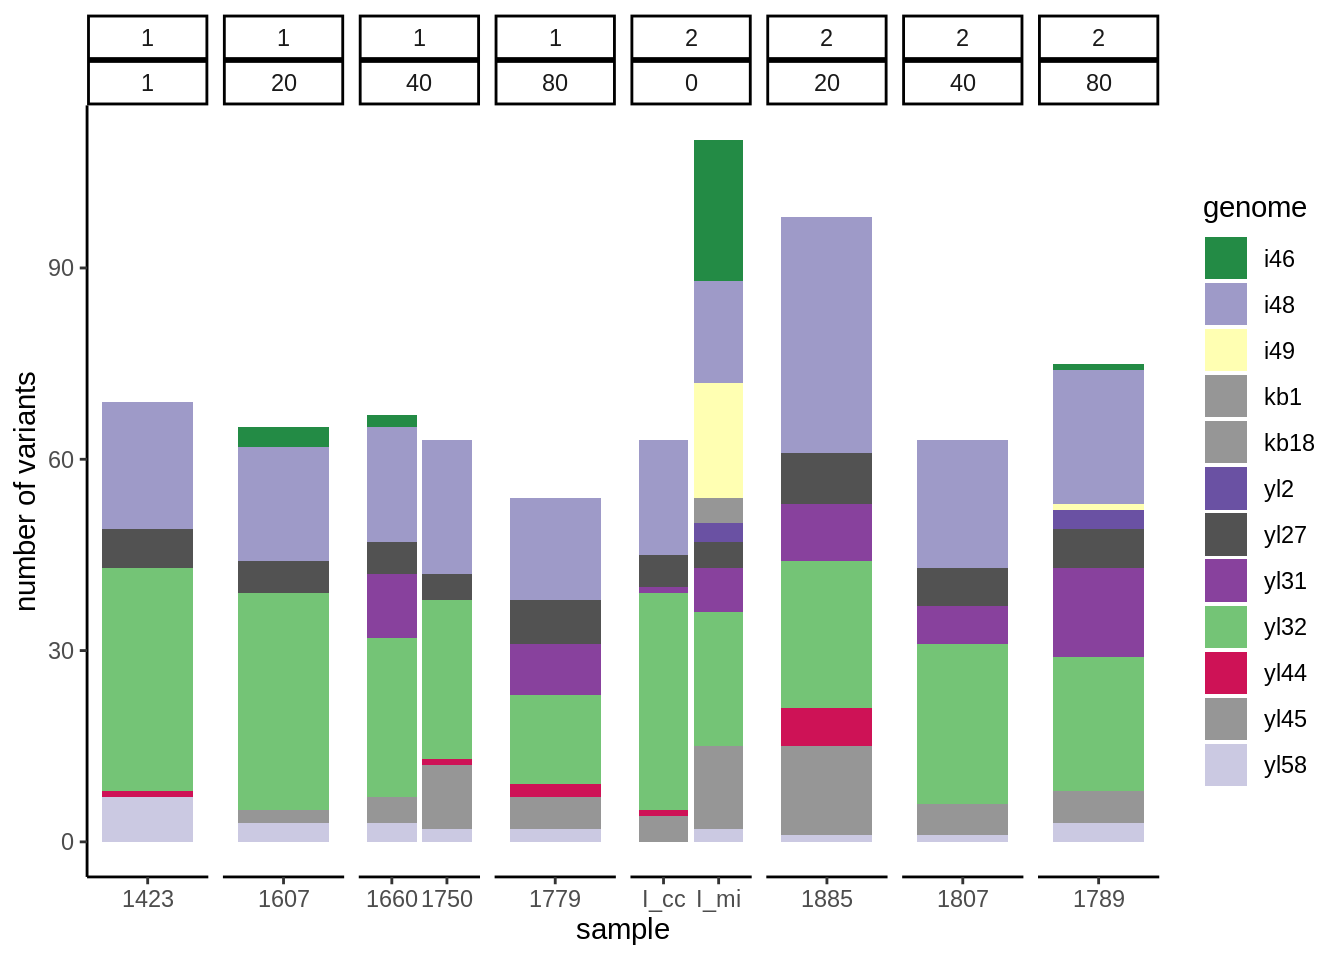 1 1 1 1 2 2 2 2
1 20 40 80 0 20 40 80
number of variants
90
60
30
0
1423 1607 1660 1750 1779 I_cc I_mi 1885 1807 1789
sample
genome
i46
i48
i49
kb1
kb18
yl2
yl27
yl31
yl32
yl44
yl45
yl58